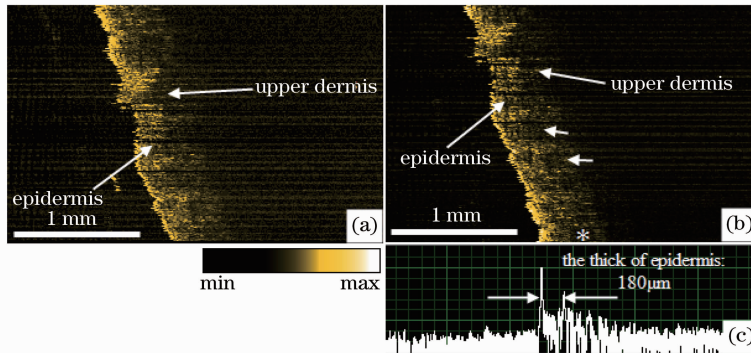 upper dermis
epidermis
1 mm
(a)
upper dermis
epidermis
1 mm
*
(b)
min
max
the thick of epidermis:
180μm
(c)